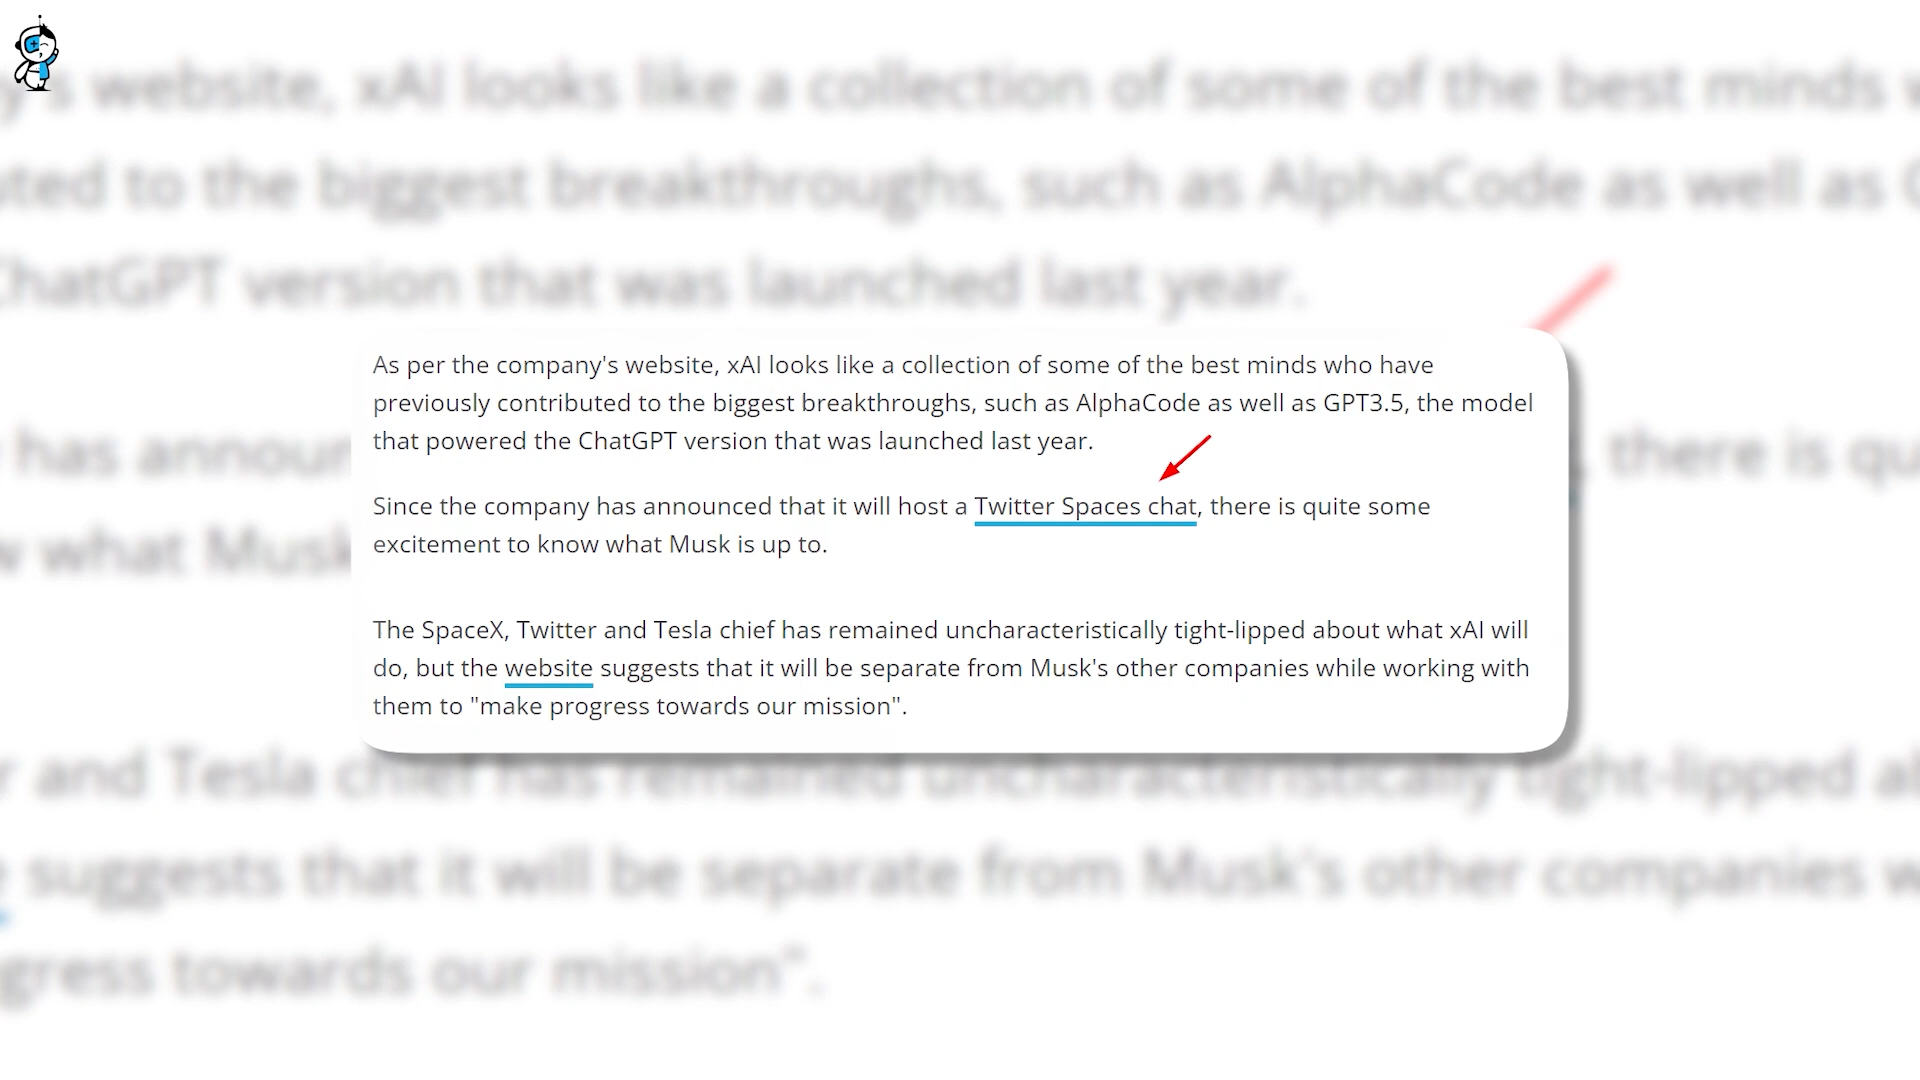 As per the company's website, xAI looks like a collection of some of the best minds who have
previously contributed to the biggest breakthroughs, such as AlphaCode as well as GPT3.5, the model
that powered the ChatGPT version that was launched last year.
Since the company has announced that it will host a Twitter Spaces chat, there is quite some
excitement to know what Musk is up to.
The SpaceX, Twitter and Tesla chief has remained uncharacteristically tight-lipped about what xAI will
do, but the website suggests that it will be separate from Musk's other companies while working with
them to "make progress towards our mission".